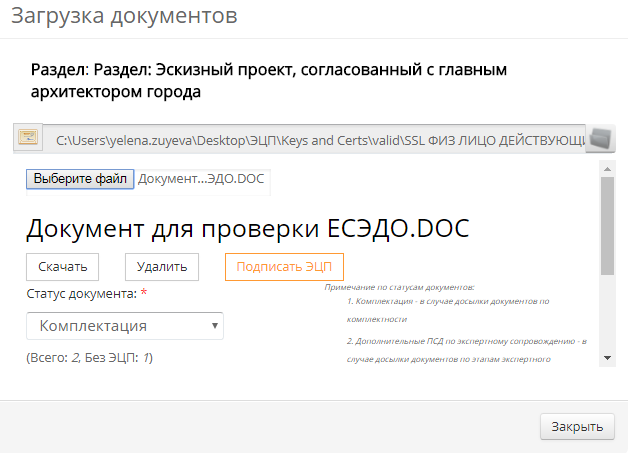 Загрузка документов
Раздел: Раздел: Эскизный проект, согласованный с главным
архитектором города
C:\Users\yelena.zuyeva\Desktop\ЭЦП\Keys and Certs\valid\SSL ФИЗ ЛИЦО ДЕЙСТВУЮЩИ
Выберите файл Документ...ЭДО.DOC
Документ для проверки ЕСЭДО.DOC
Скачать Удалить Подписать ЭЦП
Статус документа: *
Комплектация
(Всего: 2, Без ЭЦП: 1)
Примечание по статусам документов:
1. Комплектация - в случае досылки документов по
комплектности
2. Дополнительные ПСД по экспертному сопровождению - в
случае досылки документов по этапам экспертного
Закрыть